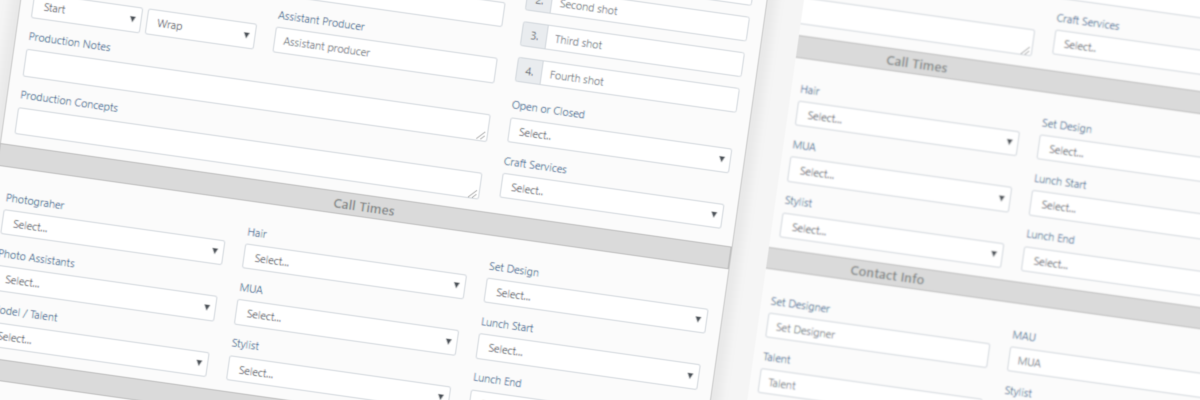 Start
Wrap
Assistant Producer
Assistant producer
Production Notes
Production Concepts
2.
Second shot
3.
Third shot
4.
Fourth shot
Open or Closed
Select..
Craft Services
Select..
Call Times
Photograher
Select...
Photo Assistants
Select...
odel / Talent
Select...
Hair
Select...
MUA
Select...
Stylist
Select...
Set Design
Select...
Lunch Start
Select...
Lunch End
Craft Services
Select..
Call Times
Hair
Select...
MUA
Select...
Stylist
Select...
Set Design
Select...
Lunch Start
Select...
Lunch End
Select...
Contact Info
Set Designer
Set Designer
Talent
Talent
MAU
MUA
Stylist